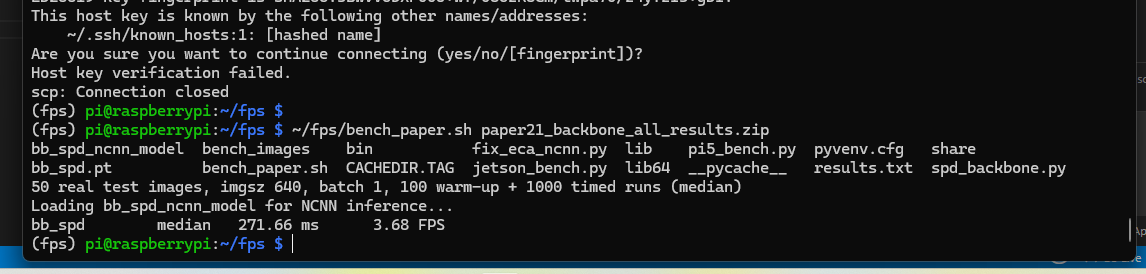 This host key is known by the following other names/addresses:
    ~/.ssh/known_hosts:1: [hashed name]
Are you sure you want to continue connecting (yes/no/[fingerprint])?
Host key verification failed.
scp: Connection closed
(fps) pi@raspberrypi:~/fps $
(fps) pi@raspberrypi:~/fps $ ~/fps/bench_paper.sh paper21_backbone_all_results.zip
bb_spd_ncnn_model  bench_images    bin           fix_eca_ncnn.py  lib    pi5_bench.py  pyvenv.cfg   share
bb_spd.pt          bench_paper.sh  CACHEDIR.TAG  jetson_bench.py  lib64  __pycache__   results.txt  spd_backbone.py
50 real test images, imgsz 640, batch 1, 100 warm-up + 1000 timed runs (median)
Loading bb_spd_ncnn_model for NCNN inference...
bb_spd        median   271.66 ms      3.68 FPS
(fps) pi@raspberrypi:~/fps $